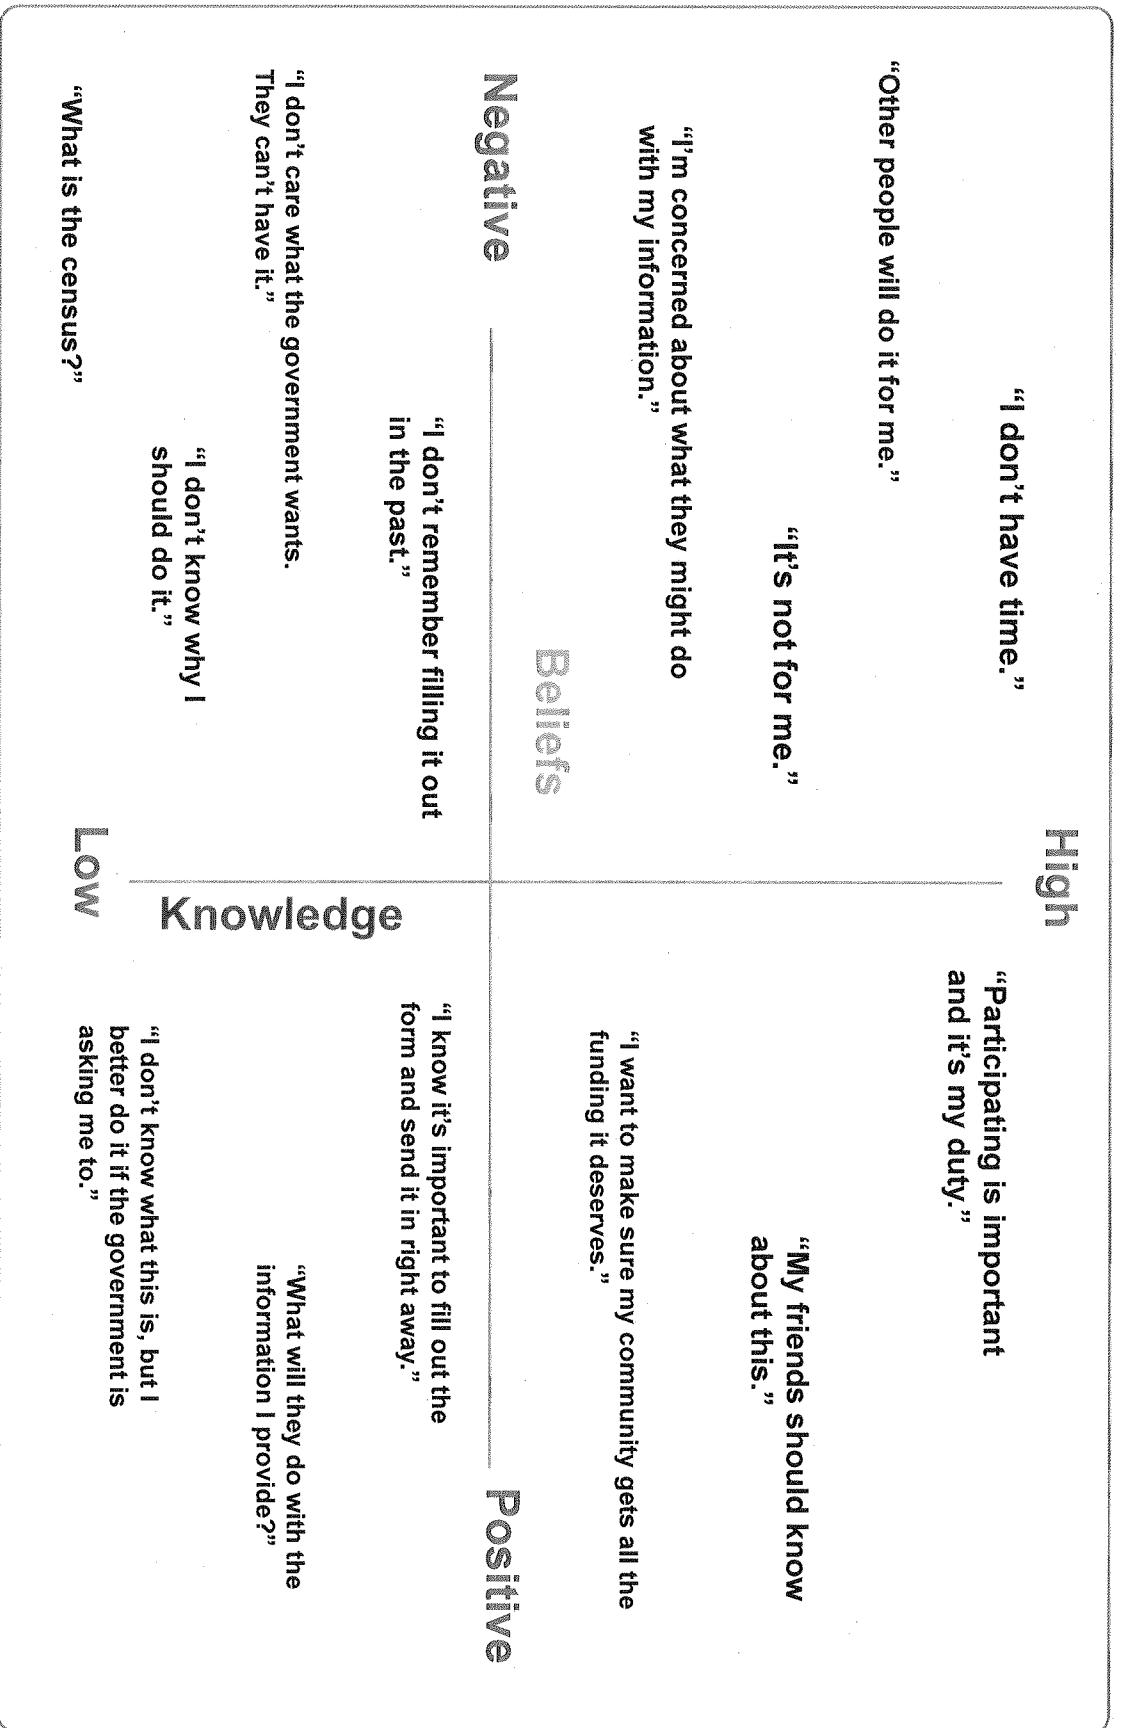 High
“I don’t have time.”
“Participating is important
and it’s my duty.”
“Other people will do it for me.”
“It’s not for me.”
“My friends should know
about this.”
“I’m concerned about what they might do
with my information.”
“I want to make sure my community gets all the
funding it deserves.”
Beliefs
Negative
Positive
“I don’t remember filling it out
in the past.”
“I know it’s important to fill out the
form and send it in right away.”
Knowledge
“I don’t care what the government wants.
They can’t have it.”
“What will they do with the
information I provide?”
“I don’t know why I
should do it.”
“I don’t know what this is, but I
better do it if the government is
asking me to.”
“What is the census?”
Low